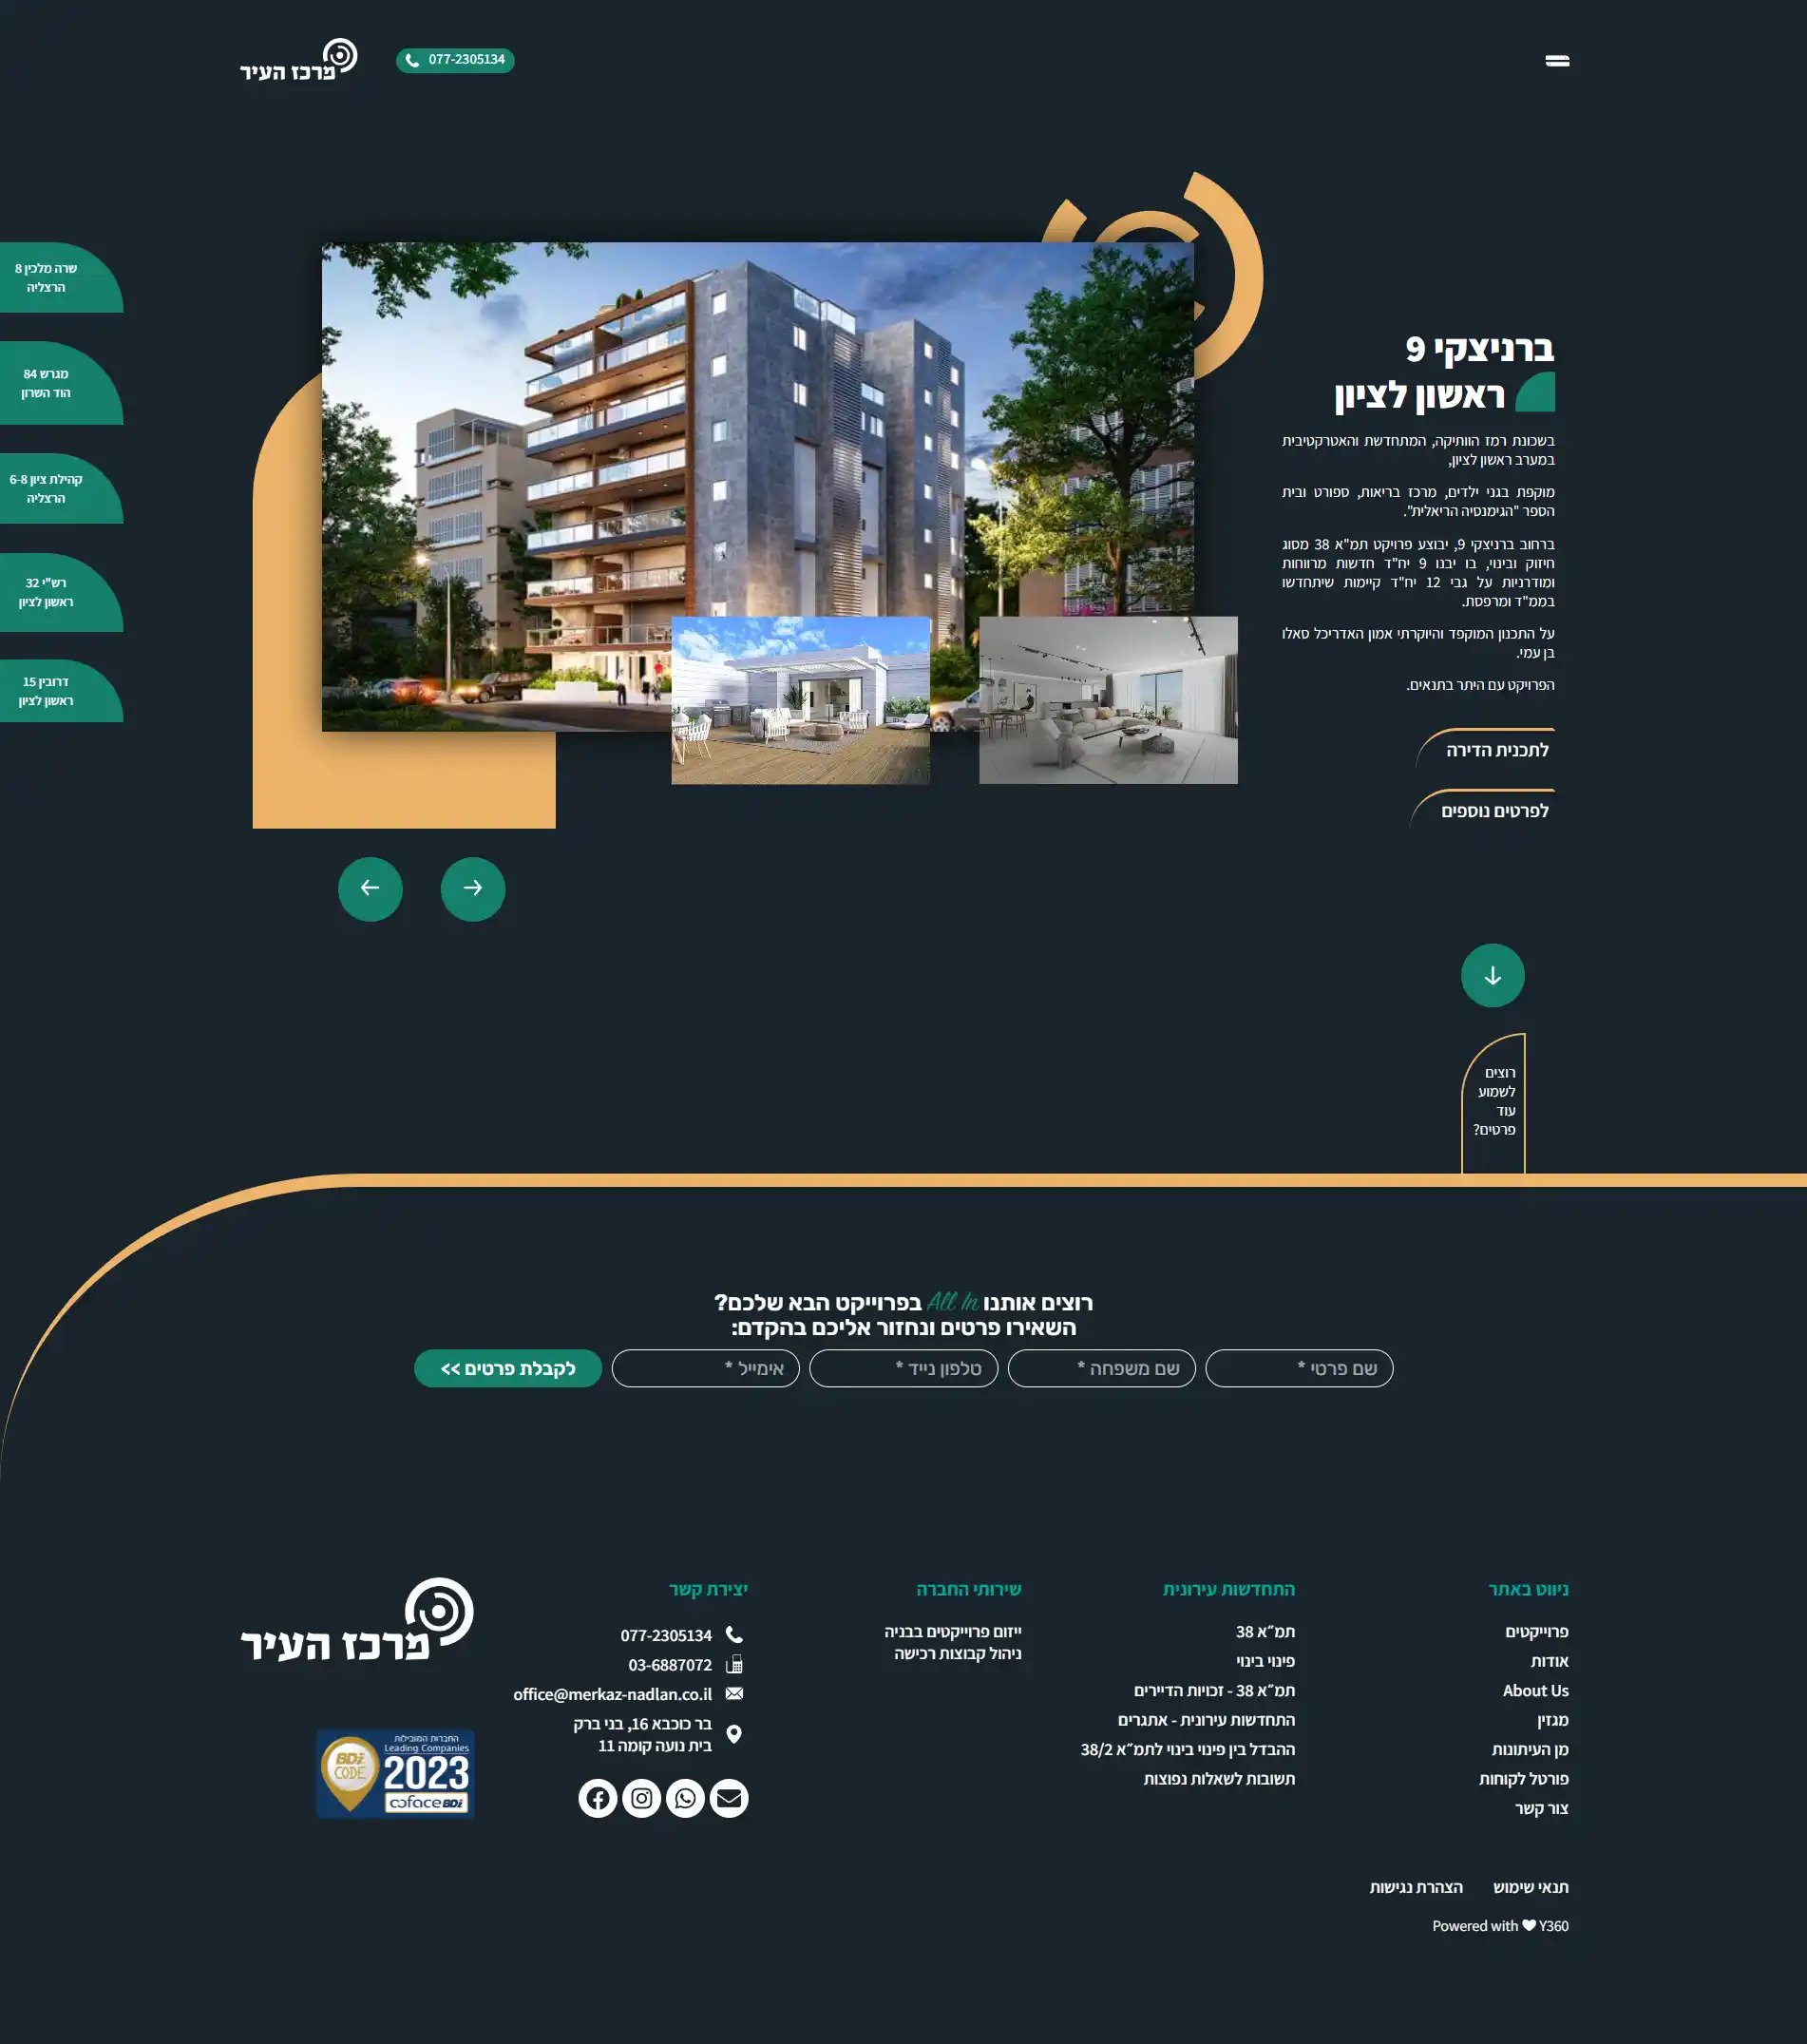 מרכז העיר
077-2305134
שרה מלכין 8
הרצליה
מגרש 84
הוד השרון
קהילת ציון 6-8
הרצליה
רש"י 32
ראשון לציון
דרובין 15
ראשון לציון
ברניצקי 9
ראשון לציון
בשכונת רמז הוותיקה, המתחדשת והאטרקטיבית
במערב ראשון לציון,
מוקפת בגני ילדים, מרכז בריאות, ספורט ובית
הספר "הגימנסיה הריאלית".
ברחוב ברניצקי 9, יבוצע פרויקט תמ"א 38 מסוג
חיזוק ובינוי, בו יבנו 9 יח"ד חדשות מרווחות
ומודרניות על גבי 12 יח"ד קיימות שיתחדשו
בממ"ד ומרפסת.
על התכנון המוקפד והיוקרתי אמון האדריכל סאלו
בן עמי.
הפרויקט עם היתר בתנאים.
לתכנית הדירה
לפרטים נוספים
רוצים
לשמוע
עוד
פרטים?
רוצים אותנו All In בפרוייקט הבא שלכם?
השאירו פרטים ונחזור אליכם בהקדם:
שם פרטי *
שם משפחה *
טלפון נייד *
אימייל *
לקבלת פרטים >>
ניווט באתר
פרוייקטים
אודות
About Us
מגזין
מן העיתונות
פורטל לקוחות
צור קשר
התחדשות עירונית
תמ״א 38
פינוי בינוי
תמ״א 38 - זכויות הדיירים
התחדשות עירונית - אתגרים
ההבדל בין פינוי בינוי לתמ״א 38/2
תשובות לשאלות נפוצות
שירותי החברה
ייזום פרוייקטים בבניה
ניהול קבוצות רכישה
יצירת קשר
077-2305134
03-6887072
office@merkaz-nadlan.co.il
בר כוכבא 16, בני ברק
בית נועה קומה 11
מרכז העיר
החברות המובילות
Leading Companies
BDi
CODE
2023
coface BDi
תנאי שימוש
הצהרת נגישות
Powered with ♥ Y360